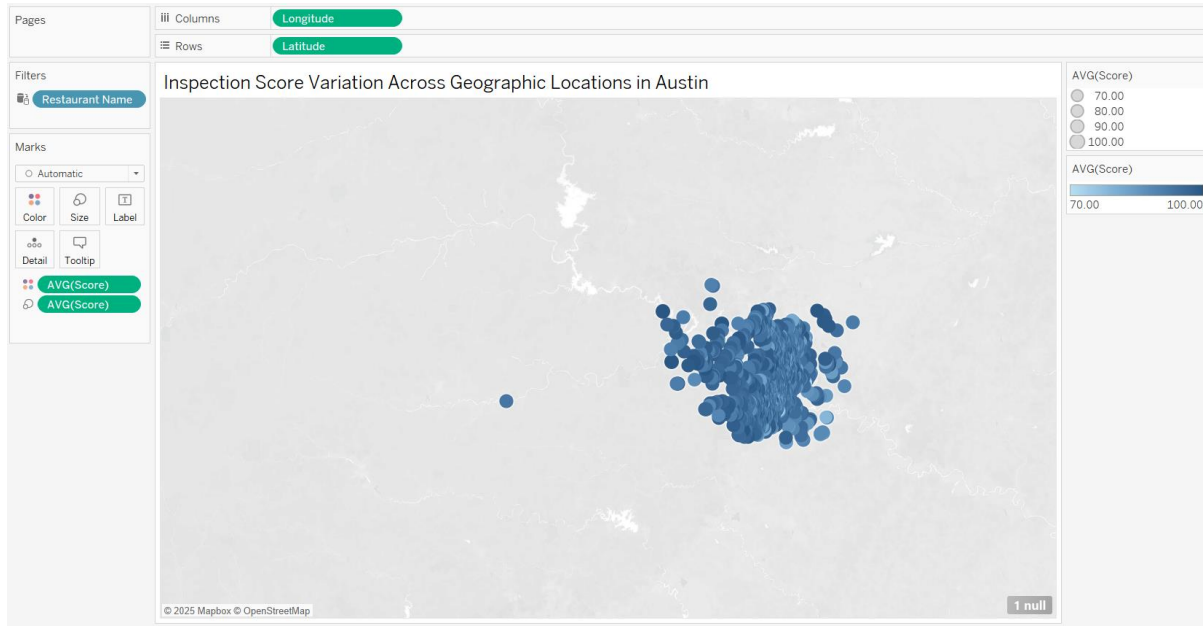 Pages
Columns
Longitude
Rows
Latitude
Filters
Restaurant Name
Marks
Automatic
Color
Size
T
Label
Detail
Tooltip
AVG(Score)
AVG(Score)
Inspection Score Variation Across Geographic Locations in Austin
© 2025 Mapbox © OpenStreetMap
1 null
AVG(Score)
70.00
80.00
90.00
100.00
AVG(Score)
70.00 100.00